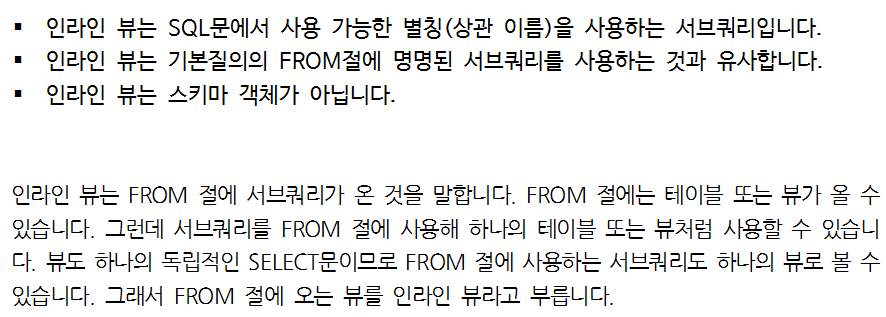 ▪ 인라인 뷰는 SQL문에서 사용 가능한 별칭(상관 이름)을 사용하는 서브쿼리입니다.
▪ 인라인 뷰는 기본질의의 FROM절에 명명된 서브쿼리를 사용하는 것과 유사합니다.
▪ 인라인 뷰는 스키마 객체가 아닙니다.
인라인 뷰는 FROM 절에 서브쿼리가 온 것을 말합니다. FROM 절에는 테이블 또는 뷰가 올 수
있습니다. 그런데 서브쿼리를 FROM 절에 사용해 하나의 테이블 또는 뷰처럼 사용할 수 있습니
다. 뷰도 하나의 독립적인 SELECT문이므로 FROM 절에 사용하는 서브쿼리도 하나의 뷰로 볼 수
있습니다. 그래서 FROM 절에 오는 뷰를 인라인 뷰라고 부릅니다.